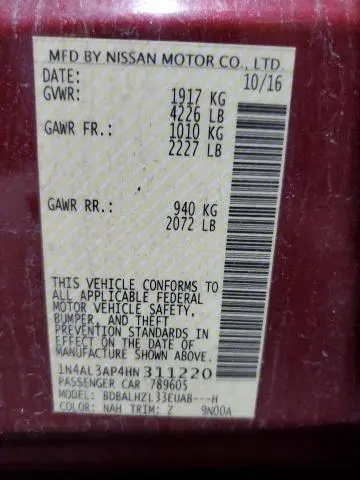 MFD BY NISSAN MOTOR CO., LTD.
DATE: 10/16
GVWR: 1917 KG
4226 LB
GAWR FR.: 1010 KG
2227 LB
GAWR RR.: 940 KG
2072 LB
THIS VEHICLE CONFORMS TO
ALL APPLICABLE FEDERAL
MOTOR VEHICLE SAFETY,
BUMPER, AND THEFT
PREVENTION STANDARDS IN
EFFECT ON THE DATE OF
MANUFACTURE SHOWN ABOVE.
1N4AL3AP4HN311220
PASSENGER CAR 789605
MODEL: BDBALHZL33EUAB---H
COLOR: NAH TRIM: Z 9N00A